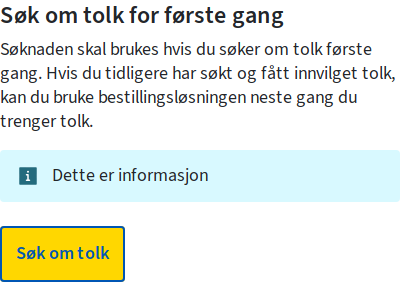 Søk om tolk for første gang
Søknaden skal brukes hvis du søker om tolk første
gang. Hvis du tidligere har søkt og fått innvilget tolk,
kan du bruke bestillingsløsningen neste gang du
trenger tolk.
Dette er informasjon
Søk om tolk